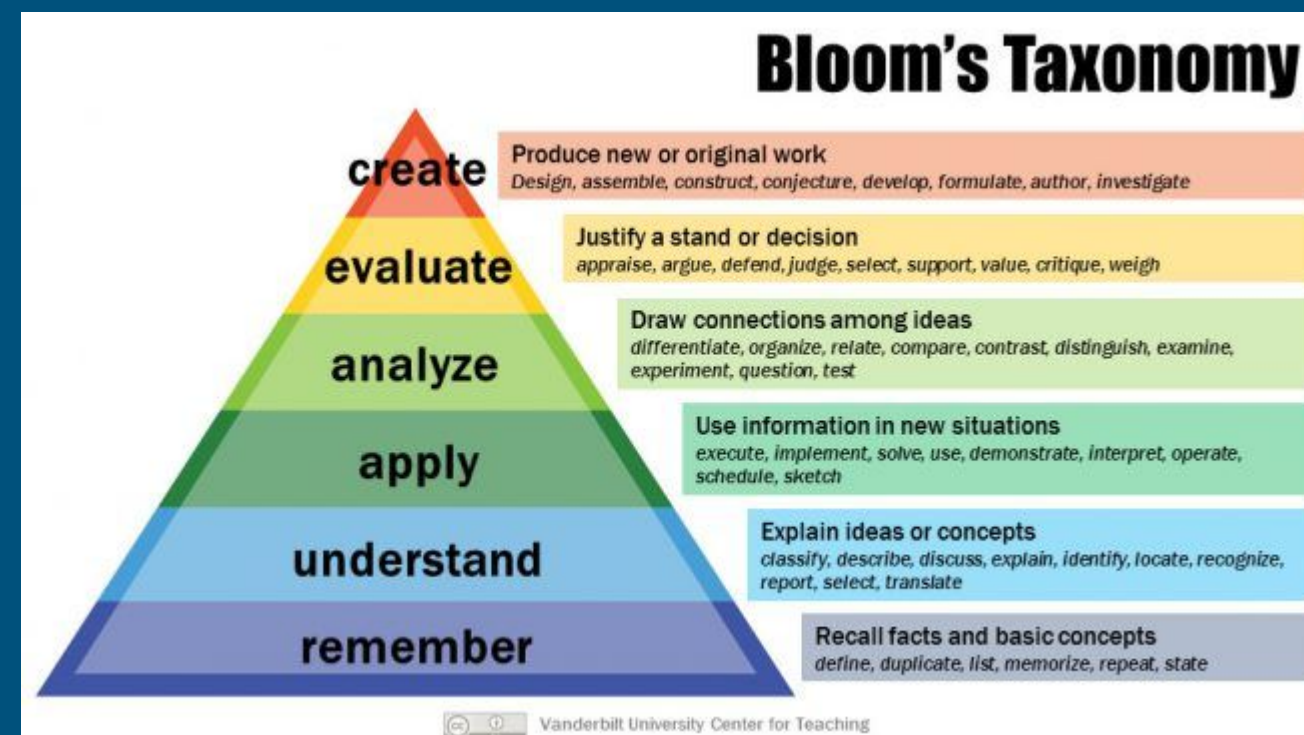 Bloom's Taxonomy
create
Produce new or original work
Design, assemble, construct, conjecture, develop, formulate, author, investigate
evaluate
Justify a stand or decision
appraise, argue, defend, judge, select, support, value, critique, weigh
analyze
Draw connections among ideas
differentiate, organize, relate, compare, contrast, distinguish, examine,
experiment, question, test
apply
Use information in new situations
execute, implement, solve, use, demonstrate, interpret, operate,
schedule, sketch
understand
Explain ideas or concepts
classify, describe, discuss, explain, identify, locate, recognize,
report, select, translate
remember
Recall facts and basic concepts
define, duplicate, list, memorize, repeat, state
cc Vanderbilt University Center for Teaching